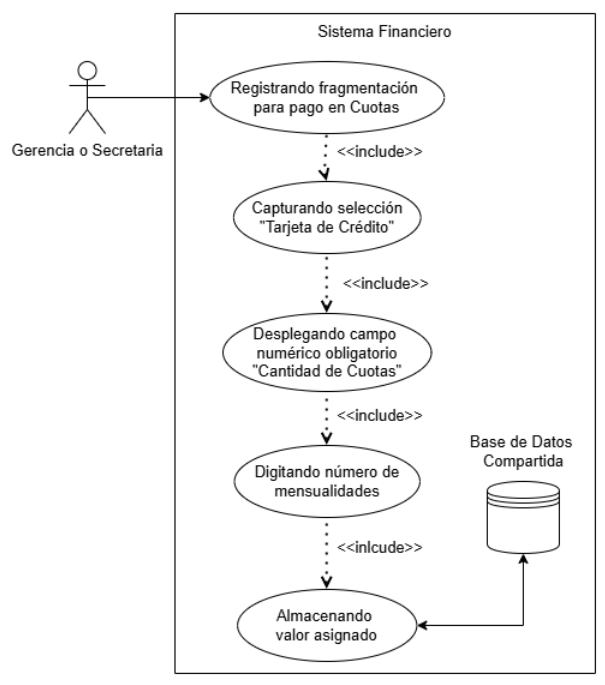 Sistema Financiero
Registrando fragmentación
para pago en Cuotas
Gerencia o Secretaria
<<include>>
Capturando selección
"Tarjeta de Crédito"
<<include>>
Desplegando campo
numérico obligatorio
"Cantidad de Cuotas"
<<include>>
Base de Datos
Compartida
Digitando número de
mensualidades
<<inlcude>>
Almacenando
valor asignado